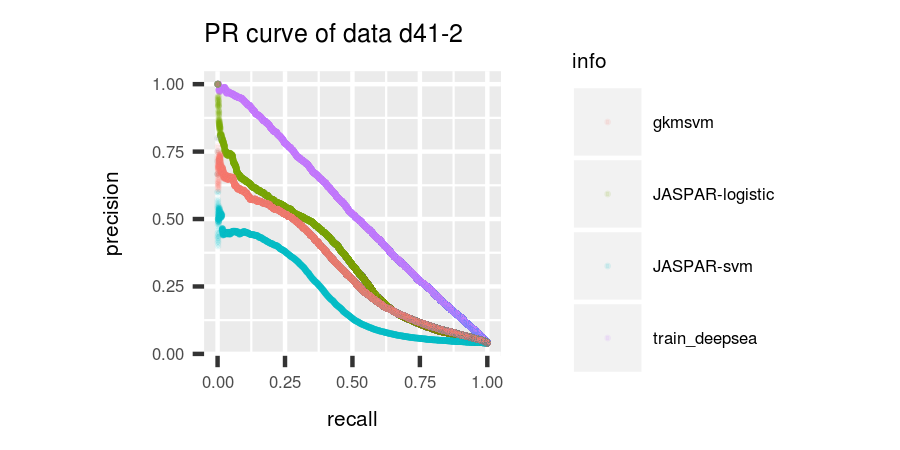 PR curve of data d41-2
precision
1.00
0.75
0.50
0.25
0.00
0.00 0.25 0.50 0.75 1.00
recall
info
gkmsvm
JASPAR-logistic
JASPAR-svm
train_deepsea